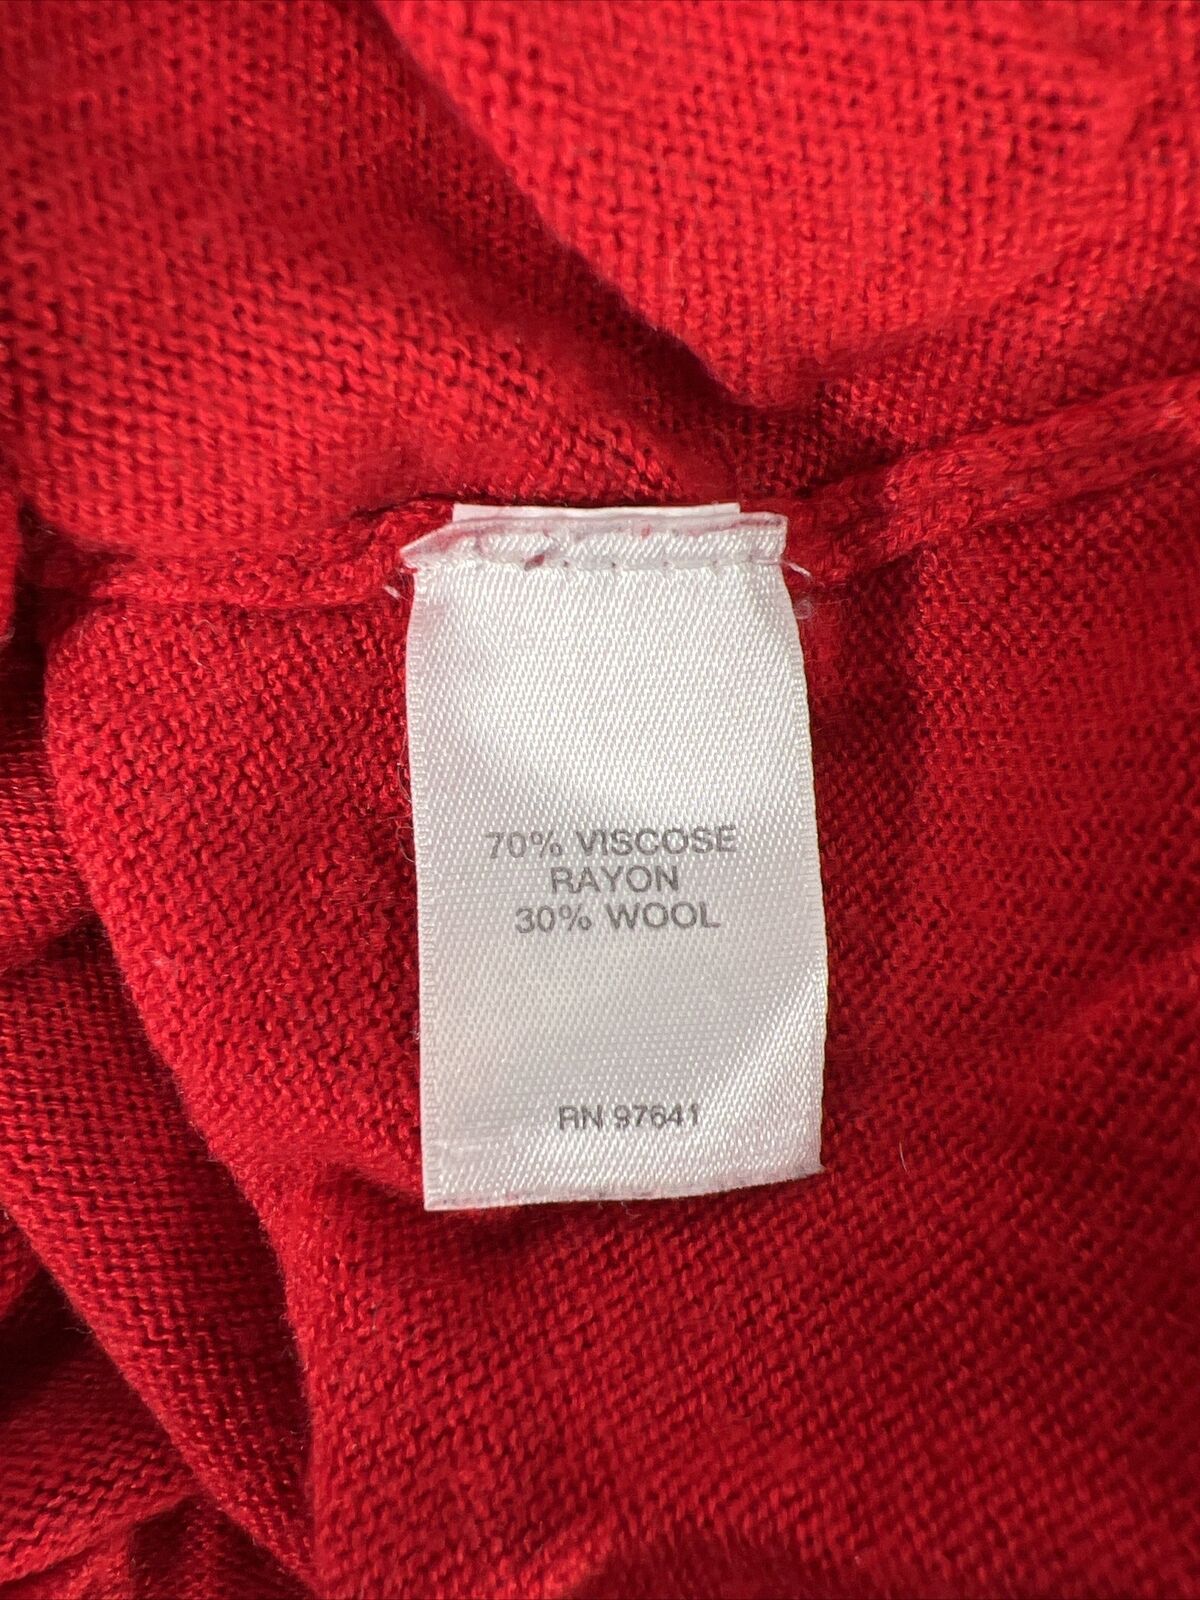 70% VISCOSE
RAYON
30% WOOL
RN 97641